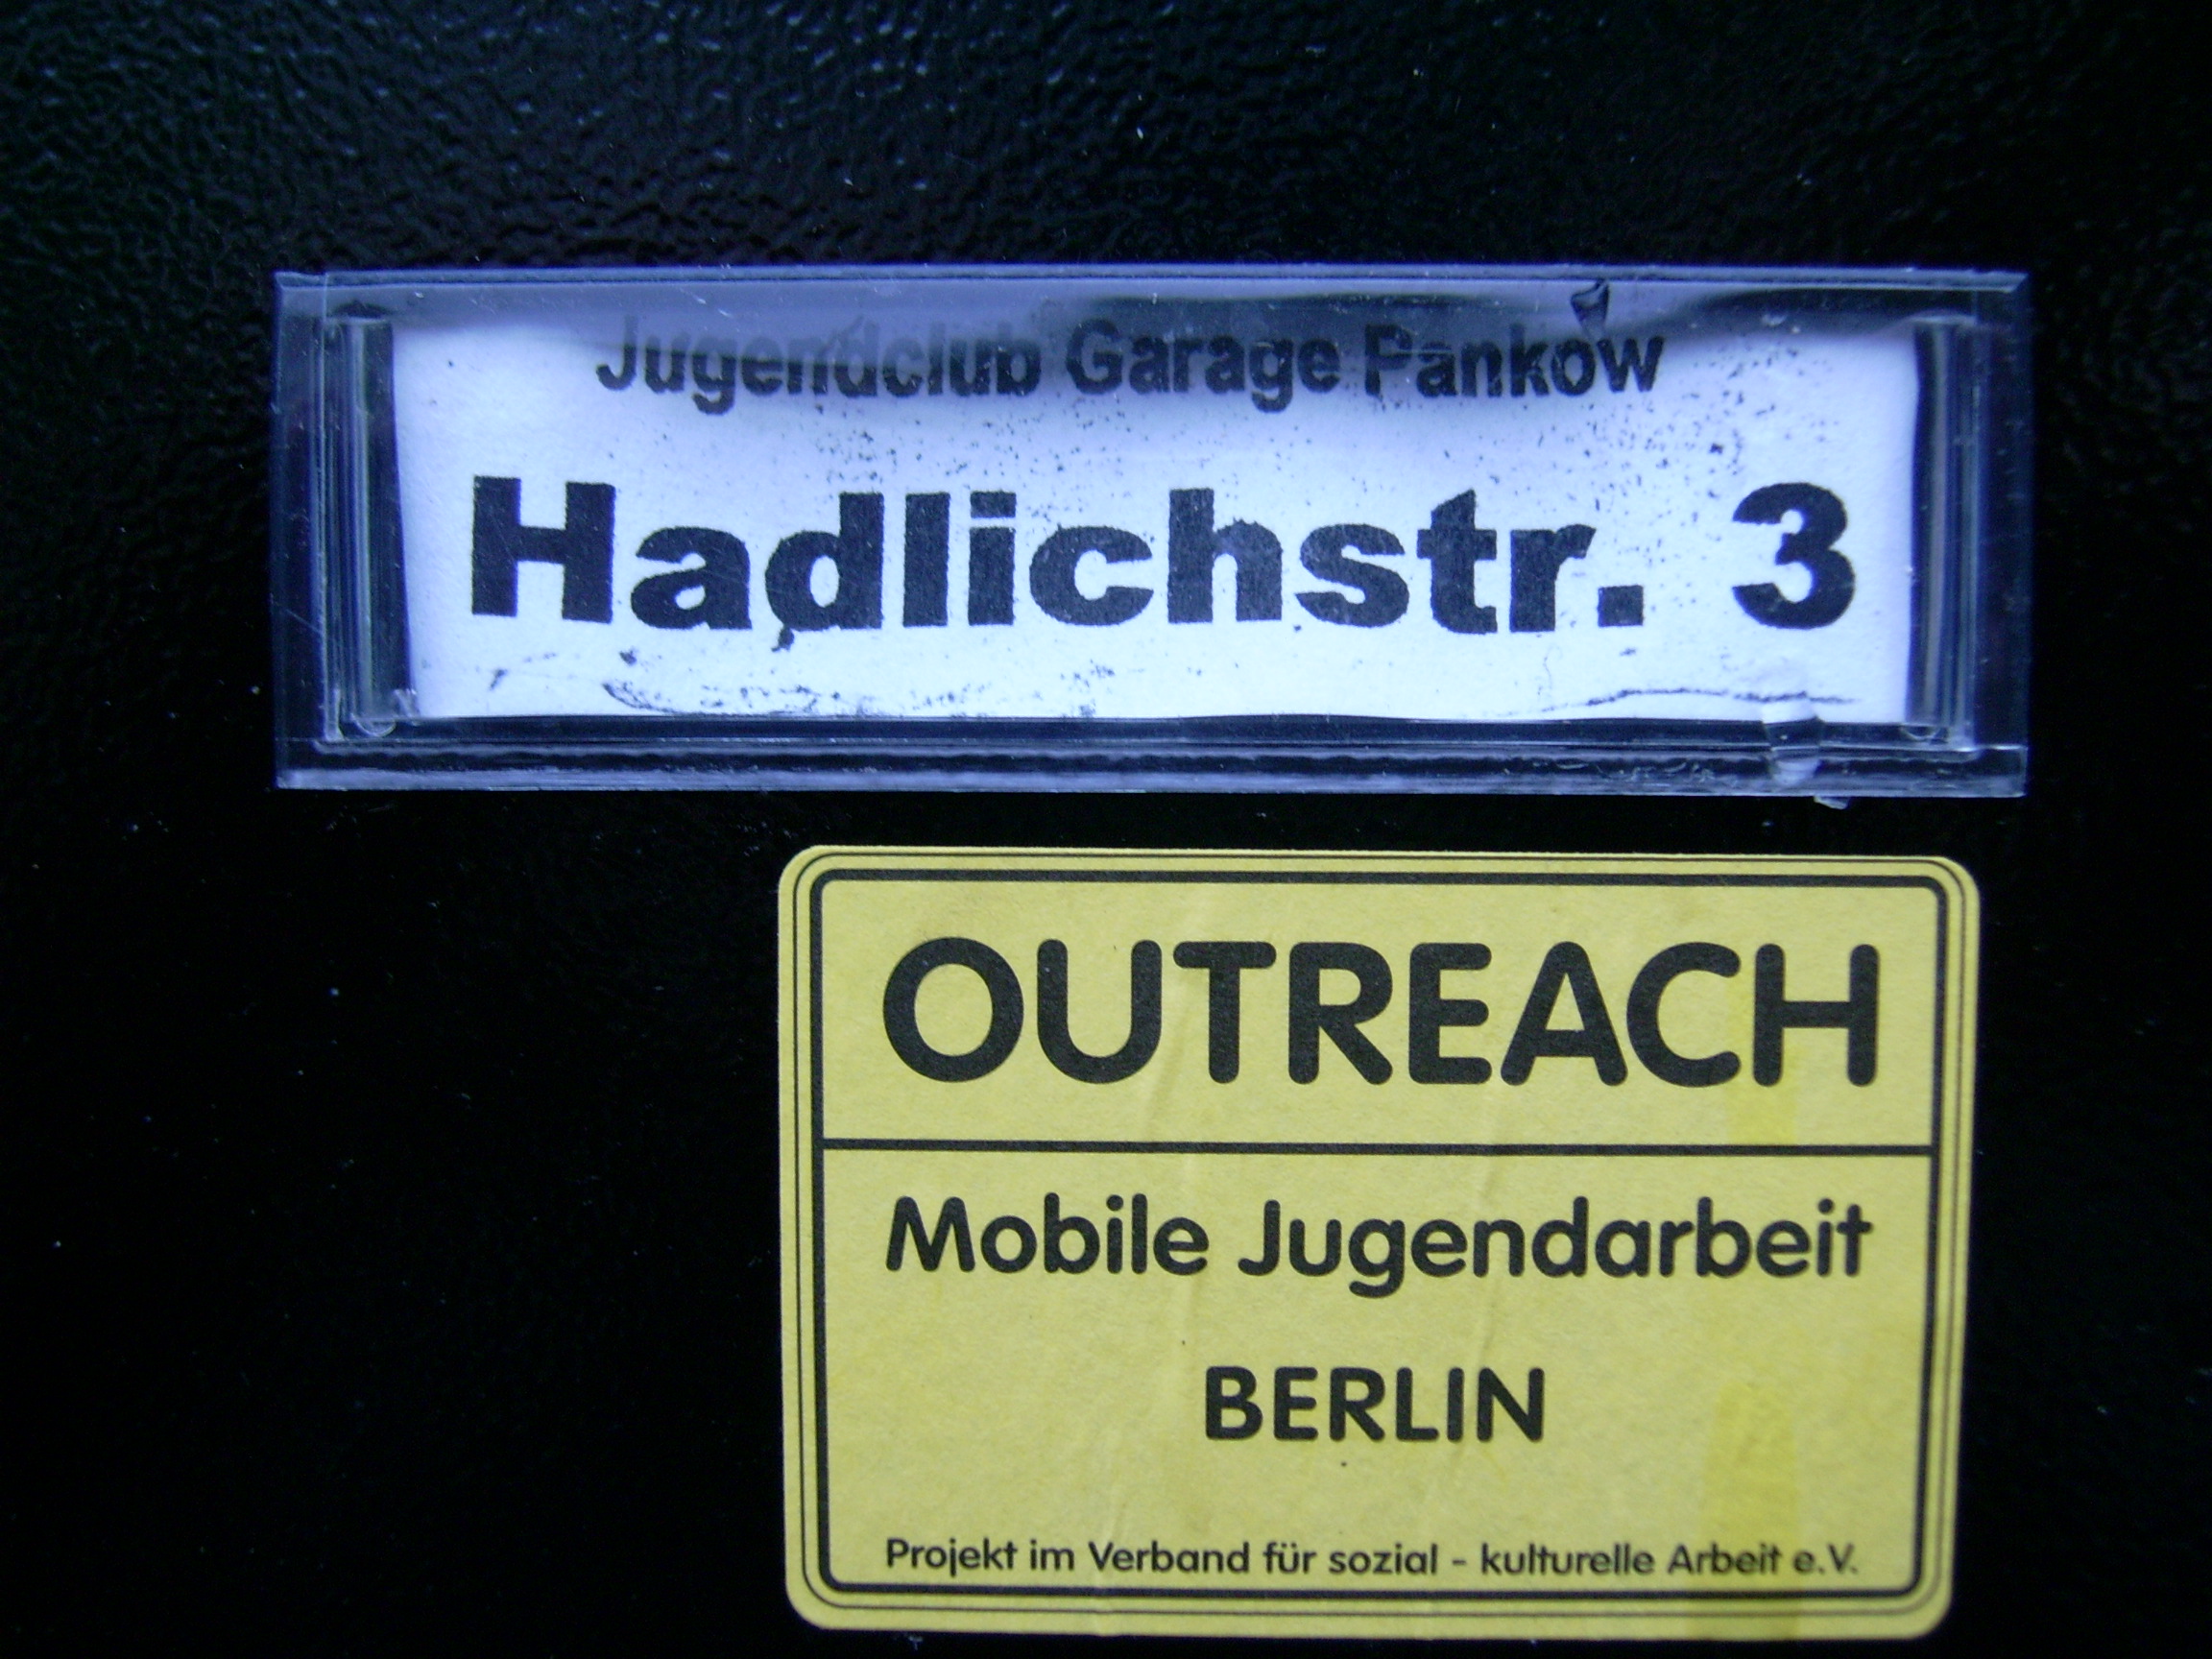 Jugendclub Garage Pankow
Hadlichstr. 3
OUTREACH
Mobile Jugendarbeit
BERLIN
Projekt im Verband für sozial - kulturelle Arbeit e.V.